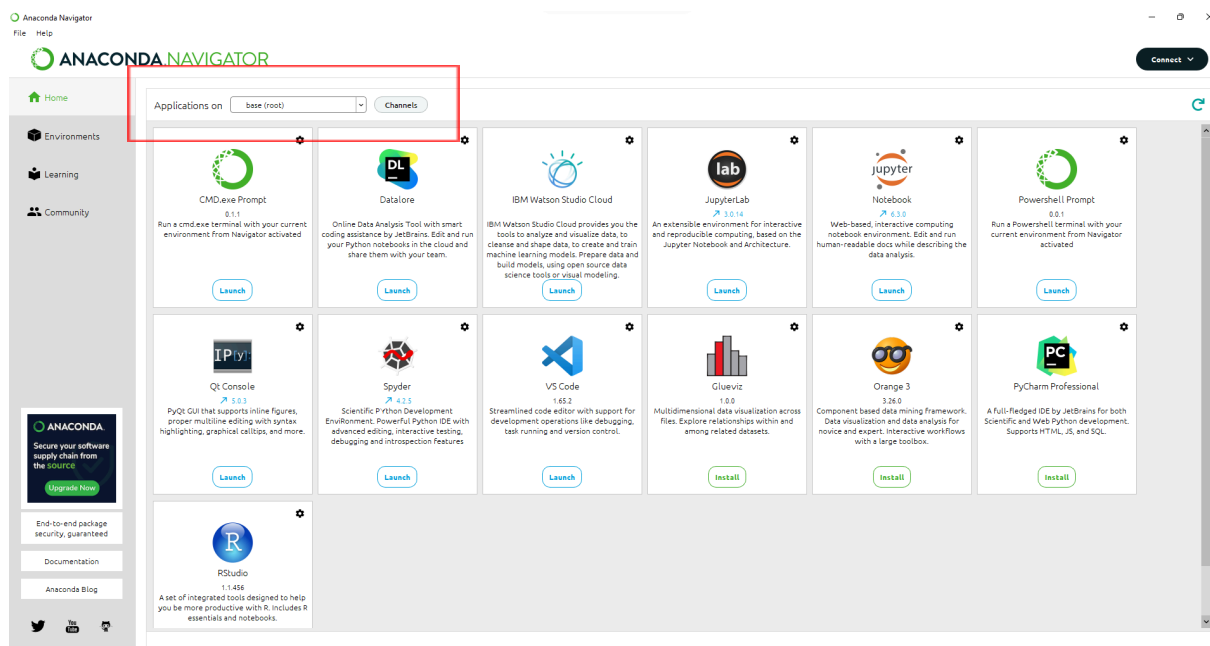 Anaconda Navigator
File Help
ANACONDA.NAVIGATOR
Connect
Home
Applications on base (root) Channels
Environments
Learning
Community
CMD.exe Prompt
0.1.1
Run a cmd.exe terminal with your current
environment from Navigator activated
Launch
DL
Datalore
Online Data Analysis Tool with smart
coding assistance by JetBrains. Edit and run
your Python notebooks in the cloud and
share them with your team.
Launch
IBM Watson Studio Cloud
IBM Watson Studio Cloud provides you the
tools to analyze and visualize data, to
cleanse and shape data, to create and train
machine learning models. Prepare data and
build models, using open source data
science tools or visual modeling.
Launch
lab
JupyterLab
3.0.14
An extensible environment for interactive
and reproducible computing, based on the
Jupyter Notebook and Architecture.
Launch
jupyter
Notebook
6.3.0
Web-based, interactive computing
notebook environment. Edit and run
human-readable docs while describing the
data analysis.
Launch
Powershell Prompt
0.0.1
Run a Powershell terminal with your
current environment from Navigator
activated
Launch
IP[y]:
Qt Console
5.0.3
PyQt GUI that supports inline figures,
proper multiline editing with syntax
highlighting, graphical calltips, and more.
Launch
Spyder
4.2.5
Scientific PYthon Development
EnviRonment. Powerful Python IDE with
advanced editing, interactive testing,
debugging and introspection features
Launch
VS Code
1.65.2
Streamlined code editor with support for
development operations like debugging,
task running and version control.
Launch
Glueviz
1.0.0
Multidimensional data visualization across
files. Explore relationships within and
among related datasets.
Install
Orange 3
3.26.0
Component based data mining framework.
Data visualization and data analysis for
novice and expert. Interactive workflows
with a large toolbox.
Install
PC
PyCharm Professional
A full-fledged IDE by JetBrains for both
Scientific and Web Python development.
Supports HTML, JS, and SQL.
Install
R
RStudio
1.1.456
A set of integrated tools designed to help
you be more productive with R. Includes R
essentials and notebooks.
ANACONDA.
Secure your software
supply chain from
the source
Upgrade Now
End-to-end package
security, guaranteed
Documentation
Anaconda Blog
You
Tube